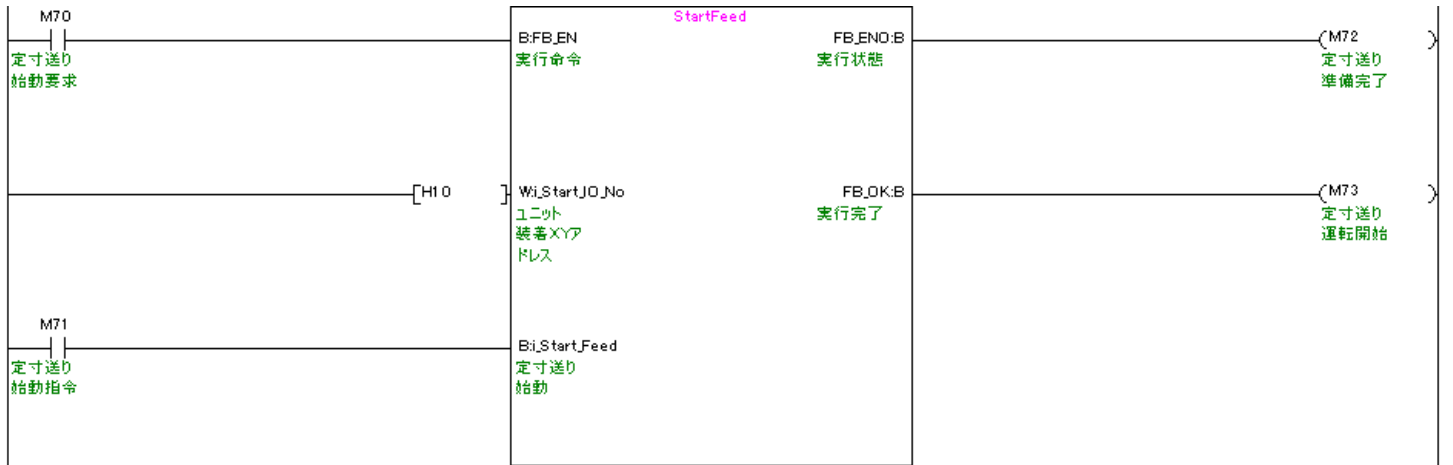 M70
StartFeed
B:FB_EN
FB_ENO:B
M72
定寸送り
始動要求
実行命令
実行状態
定寸送り
準備完了
H10
W:i_Start_IO_No
FB_OK:B
M73
ユニット
装着XYア
ドレス
実行完了
定寸送り
運転開始
M71
B:i_Start_Feed
定寸送り
始動指令
定寸送り
始動